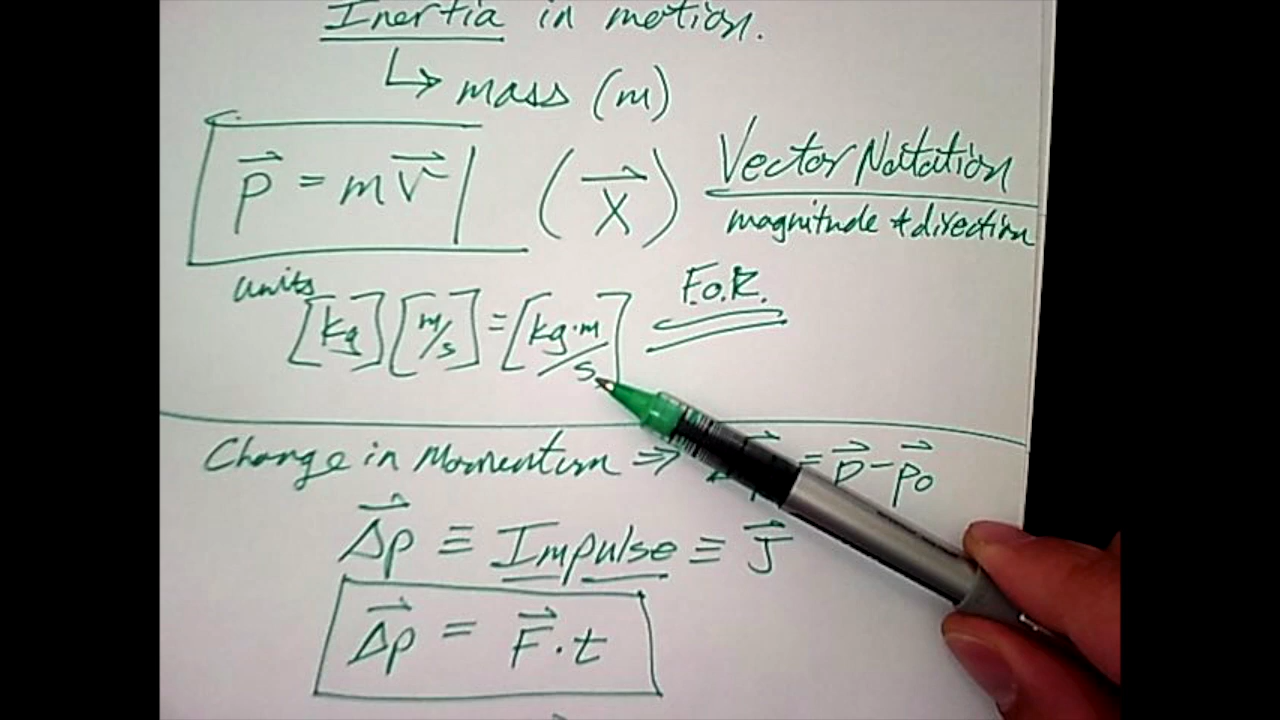 Inertia in motion.
↳ mass (m)
p⃗ = mv⃗ (X⃗) Vector Notation
magnitude + direction
units
[kg] [m/s] = [kg·m/s] F.o.R.
Change in Momentum ⇒ = p⃗ - p⃗o
Δp⃗ ≡ Impulse ≡ J⃗
Δp⃗ = F⃗ · t